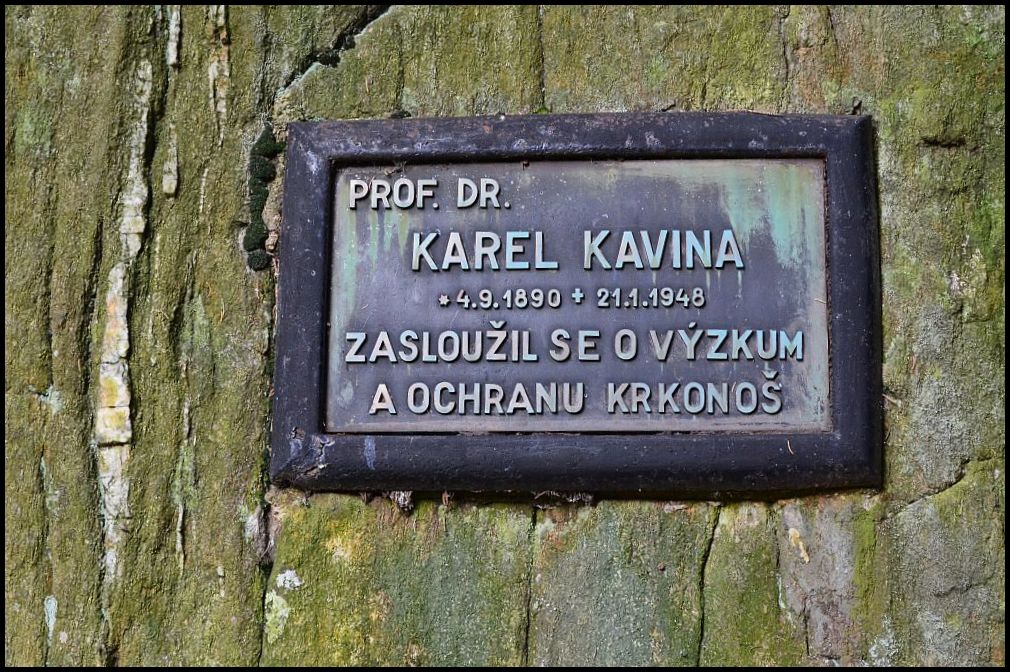 PROF. DR.
KAREL KAVINA
*4.9.1890 + 21.1.1948
ZASLOUŽIL SE O VÝZKUM
A OCHRANU KRKONOŠ